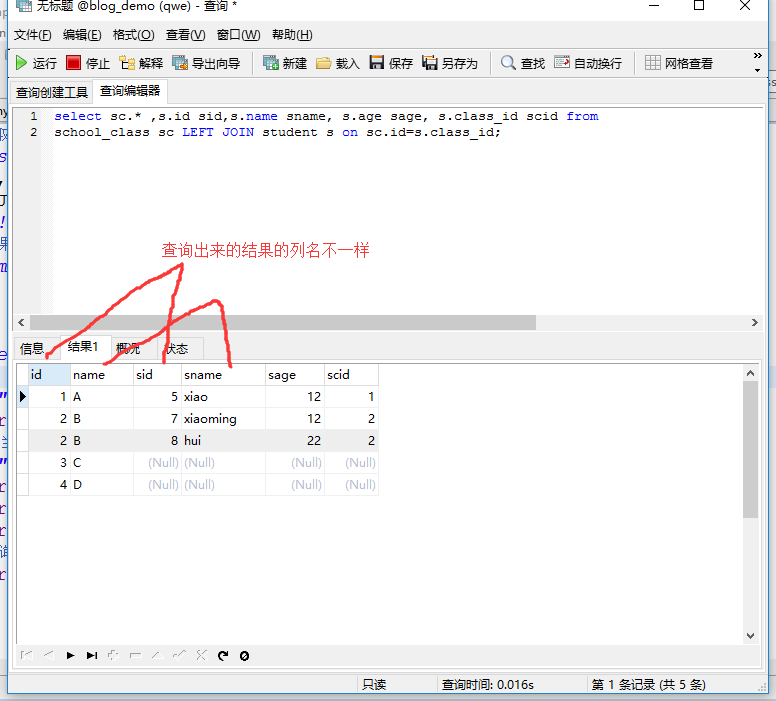 无标题 @blog_demo (qwe) - 查询 *
文件(F) 编辑(E) 格式(O) 查看(V) 窗口(W) 帮助(H)
运行 停止 解释 导出向导 新建 载入 保存 另存为 查找 自动换行 网格查看 »
查询创建工具 查询编辑器
1 select sc.* ,s.id sid,s.name sname, s.age sage, s.class_id scid from
2 school_class sc LEFT JOIN student s on sc.id=s.class_id;
查询出来的结果的列名不一样
信息 结果1 概况 状态
id name sid sname sage scid
1 A 5 xiao 12 1
2 B 7 xiaoming 12 2
2 B 8 hui 22 2
3 C (Null) (Null) (Null) (Null)
4 D (Null) (Null) (Null) (Null)
只读 查询时间: 0.016s 第 1 条记录 (共 5 条)